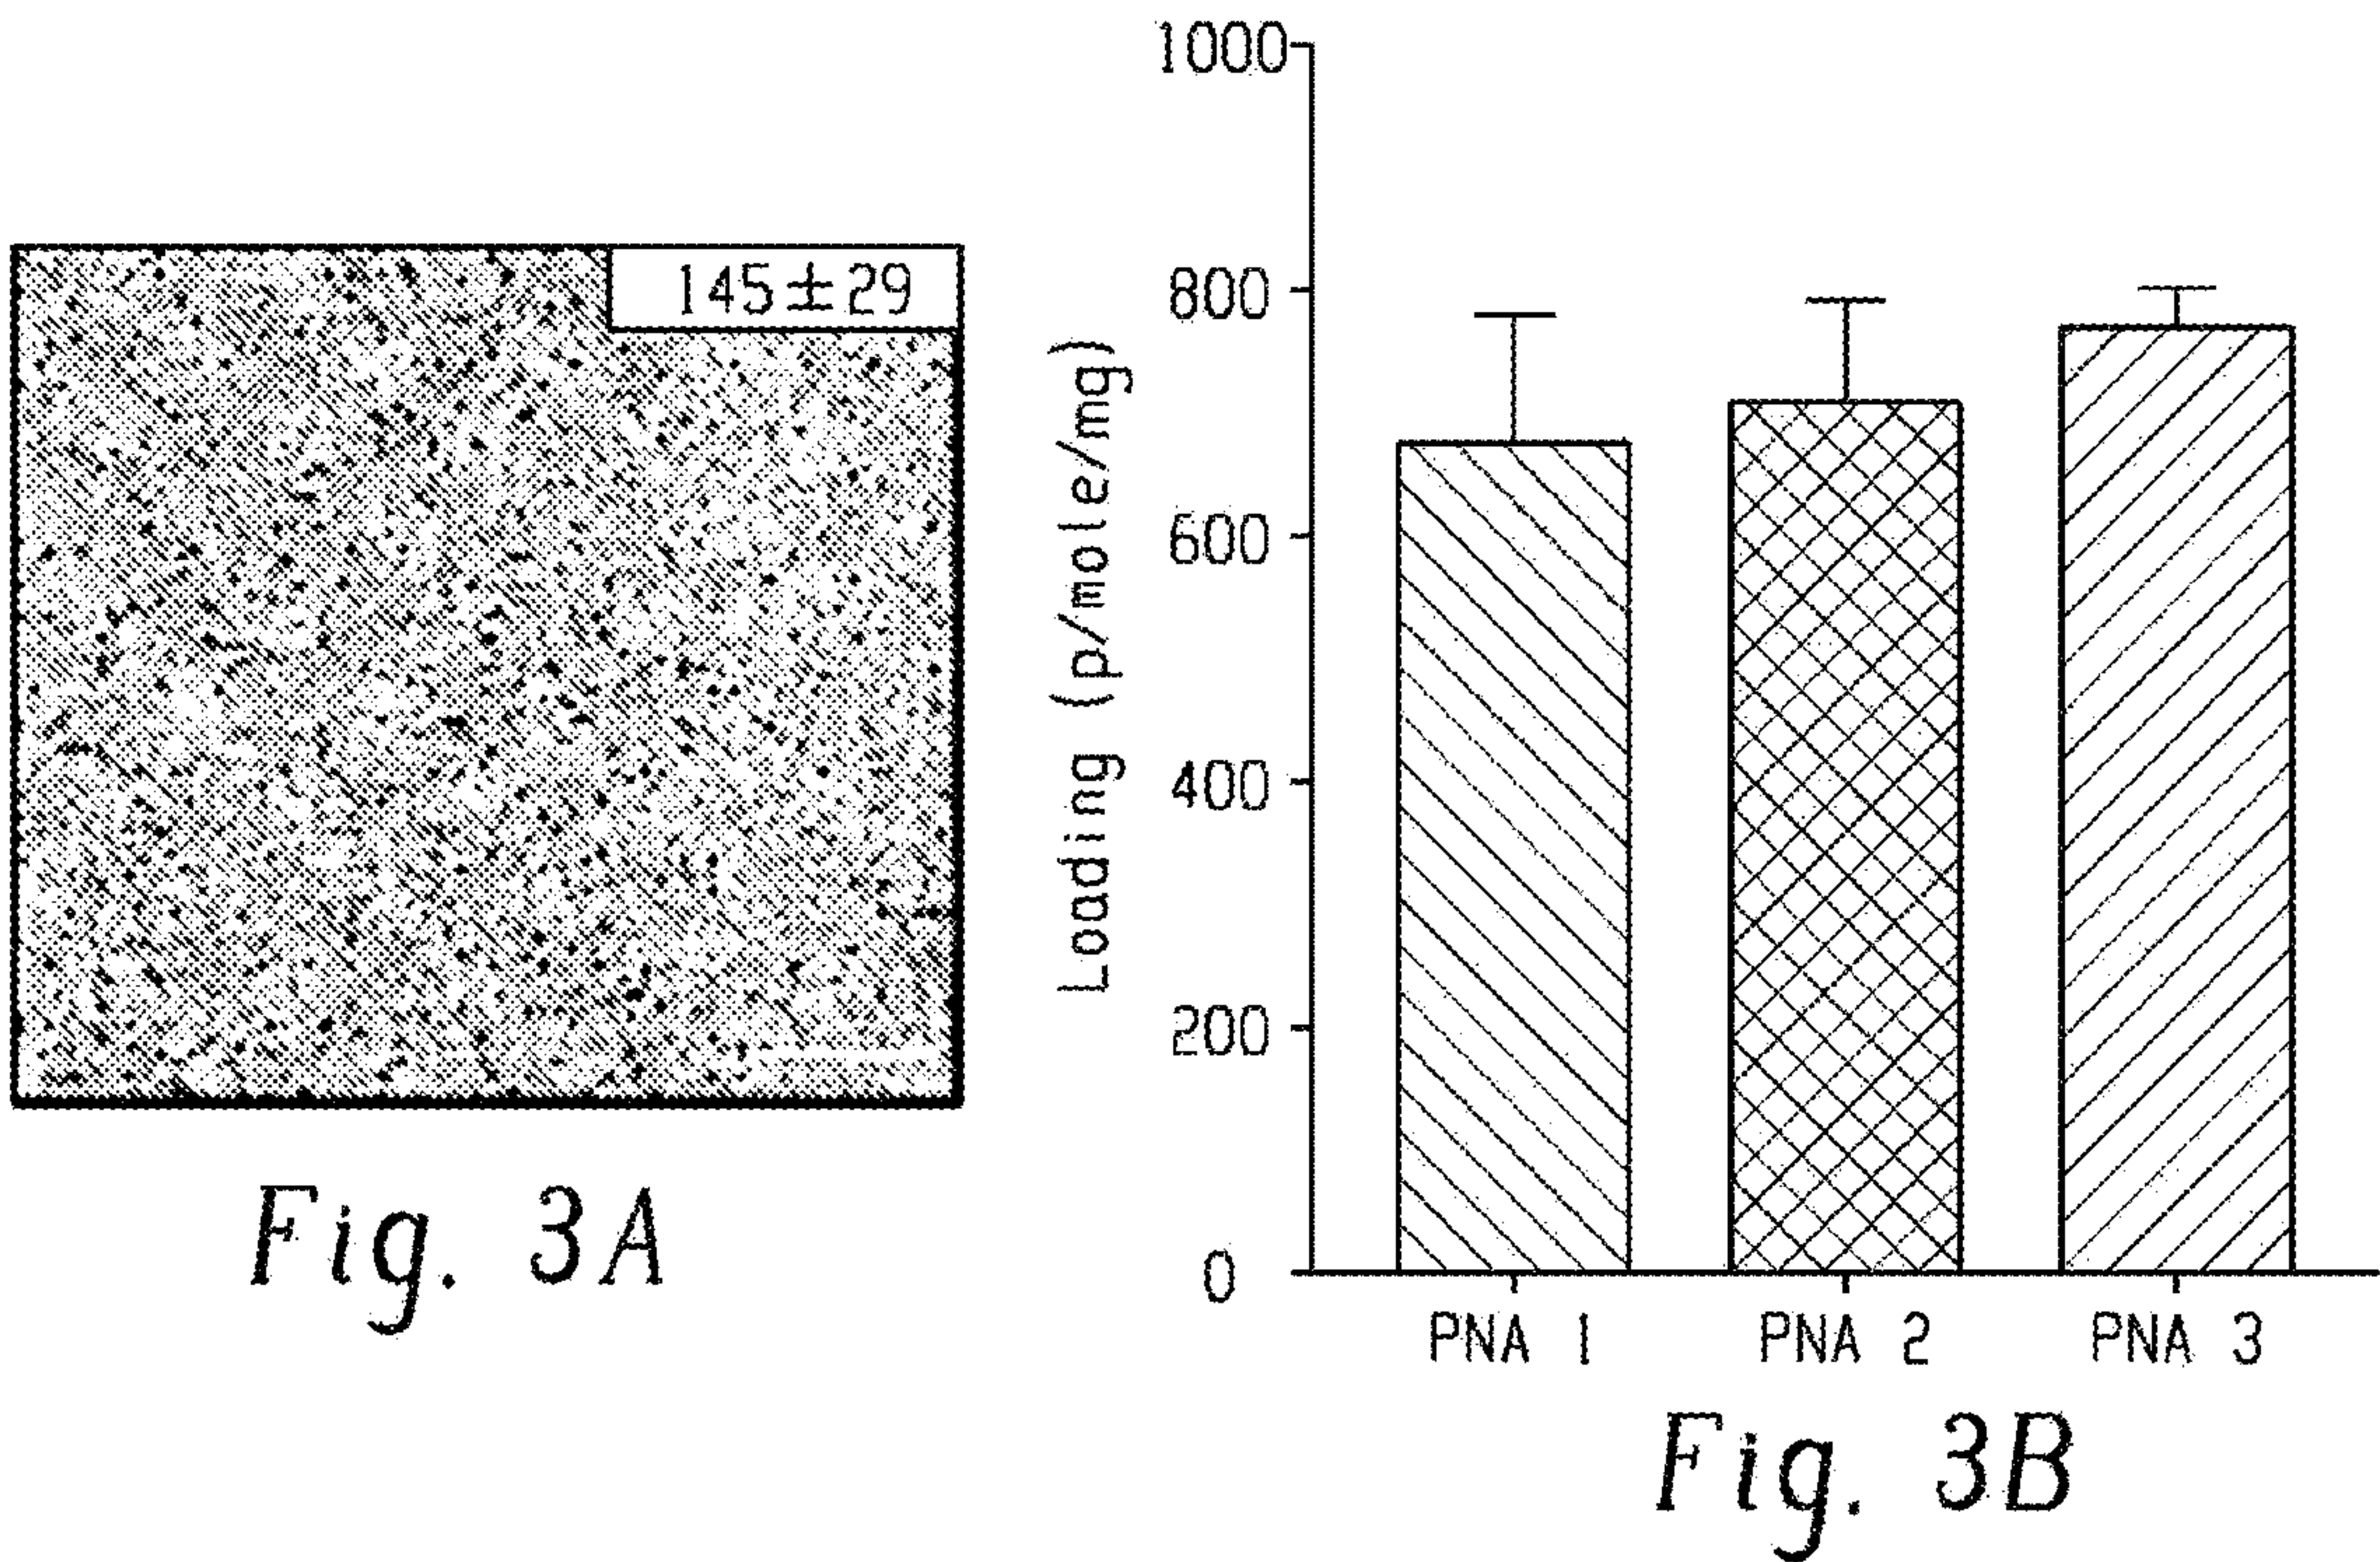 145±29
Fig. 3A
Loading (p/mole/mg)
1000
800
600
400
200
0
PNA 1
PNA 2
PNA 3
Fig. 3B